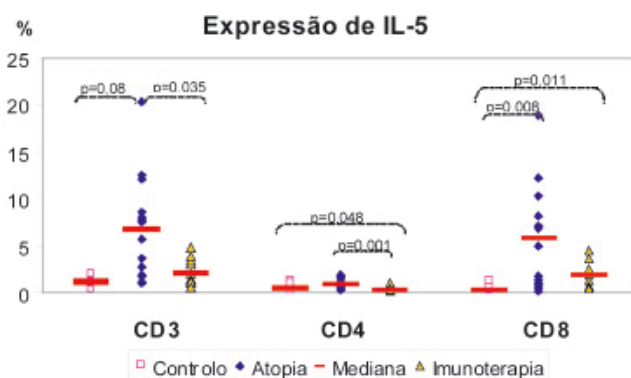 Expressão de IL-5
%
25
20
15
10
5
0
p=0.08
p=0.035
p=0.048
p=0.001
p=0.011
p=0.008
CD3 CD4 CD8
Controlo Atopia Mediana Imunoterapia